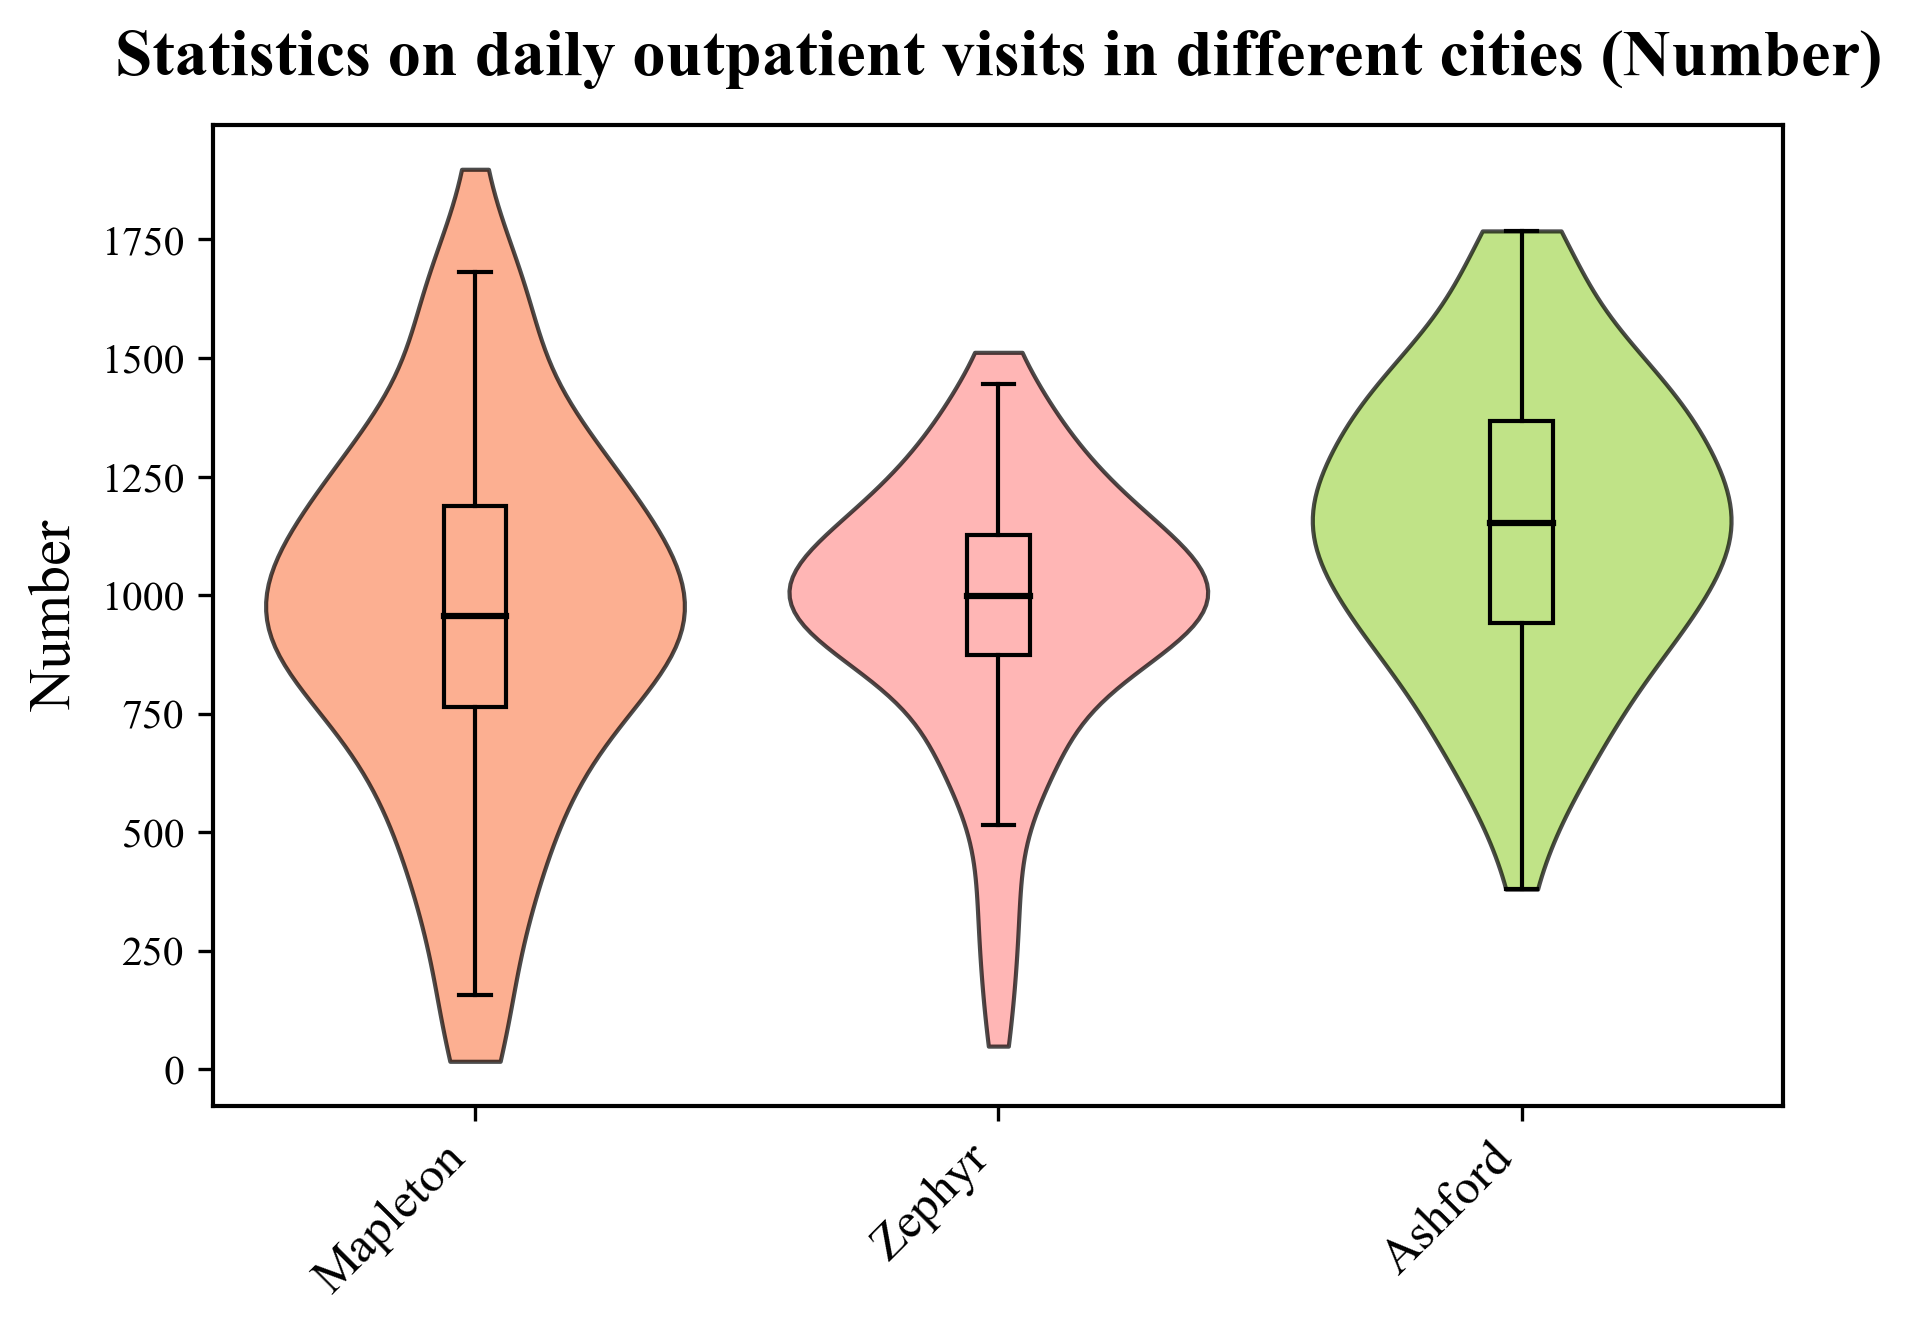 Statistics on daily outpatient visits in different cities (Number)
Number
1750
1500
1250
1000
750
500
250
0
Mapleton
Zephyr
Ashford